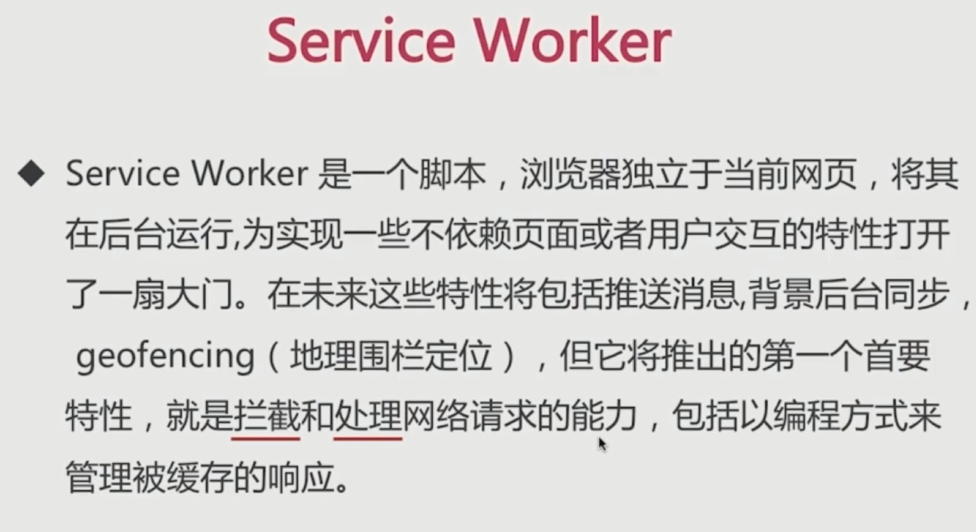 Service Worker
◆ Service Worker 是一个脚本，浏览器独立于当前网页，将其
在后台运行,为实现一些不依赖页面或者用户交互的特性打开
了一扇大门。在未来这些特性将包括推送消息,背景后台同步，
geofencing（地理围栏定位），但它将推出的第一个首要
特性，就是拦截和处理网络请求的能力，包括以编程方式来
管理被缓存的响应。